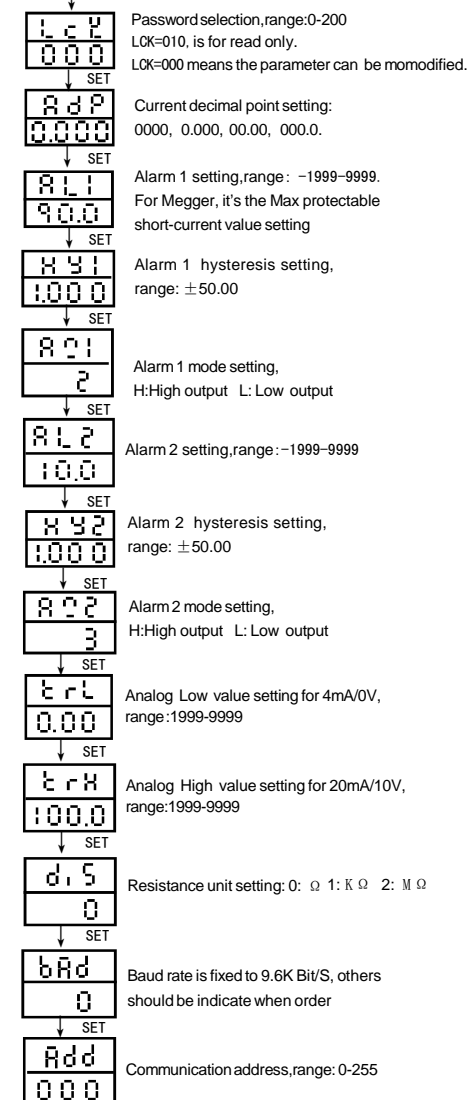 LcK
000
Password selection,range:0-200
LCK=010, is for read only.
LCK=000 means the parameter can be momodified.
SET
AdP
0.000
Current decimal point setting:
0000, 0.000, 00.00, 000.0.
SET
AL1
90.0
Alarm 1 setting,range: -1999-9999.
For Megger, it's the Max protectable
short-current value setting
SET
HY1
1.000
Alarm 1 hysteresis setting,
range: ±50.00
SET
2
Alarm 1 mode setting,
H:High output L: Low output
SET
AL2
10.0
Alarm 2 setting,range:-1999-9999
SET
HY2
1.000
Alarm 2 hysteresis setting,
range: ±50.00
SET
3
Alarm 2 mode setting,
H:High output L: Low output
SET
trL
0.00
Analog Low value setting for 4mA/0V,
range:1999-9999
SET
trH
100.0
Analog High value setting for 20mA/10V,
range:1999-9999
SET
diS
0
Resistance unit setting: 0: Ω 1: KΩ 2: MΩ
SET
bAd
0
Baud rate is fixed to 9.6K Bit/S, others
should be indicate when order
SET
Add
000
Communication address,range: 0-255